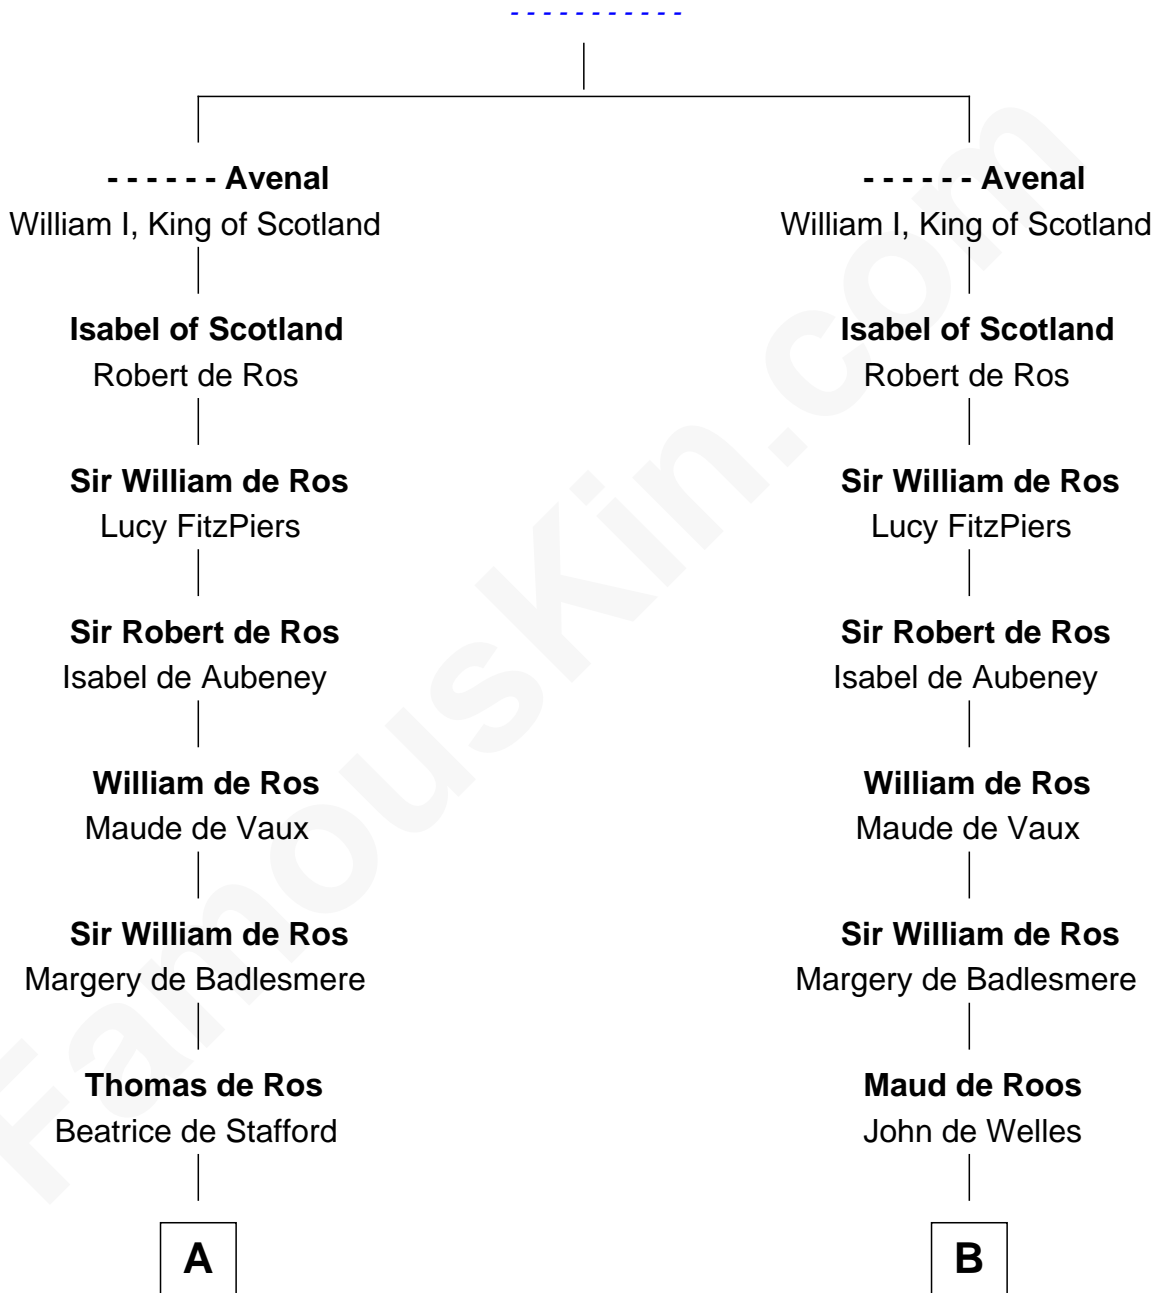 - - - - - - - - - - -
- - - - - - Avenal
William I, King of Scotland
Isabel of Scotland
Robert de Ros
Sir William de Ros
Lucy FitzPiers
Sir Robert de Ros
Isabel de Aubeney
William de Ros
Maude de Vaux
Sir William de Ros
Margery de Badlesmere
Thomas de Ros
Beatrice de Stafford
A
- - - - - - Avenal
William I, King of Scotland
Isabel of Scotland
Robert de Ros
Sir William de Ros
Lucy FitzPiers
Sir Robert de Ros
Isabel de Aubeney
William de Ros
Maude de Vaux
Sir William de Ros
Margery de Badlesmere
Maud de Roos
John de Welles
B
FamousKin.com